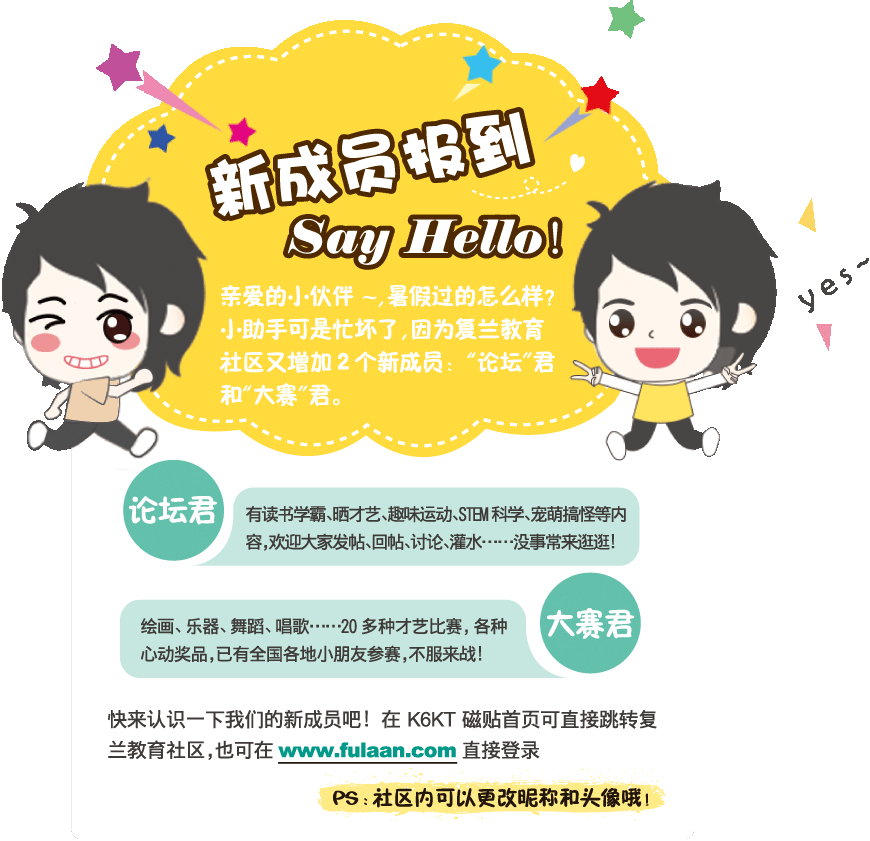 新成员报到
Say Hello!
yes~
亲爱的小伙伴 ~,暑假过的怎么样?
小助手可是忙坏了,因为复兰教育
社区又增加2个新成员:“论坛”君
和“大赛”君。
论坛君
有读书学霸、晒才艺、趣味运动、STEM科学、宠萌搞怪等内
容,欢迎大家发帖、回帖、讨论、灌水……没事常来逛逛!
绘画、乐器、舞蹈、唱歌……20多种才艺比赛,各种
心动奖品,已有全国各地小朋友参赛,不服来战!
大赛君
快来认识一下我们的新成员吧!在 K6KT 磁贴首页可直接跳转复
兰教育社区,也可在 www.fulaan.com 直接登录
PS:社区内可以更改昵称和头像哦!